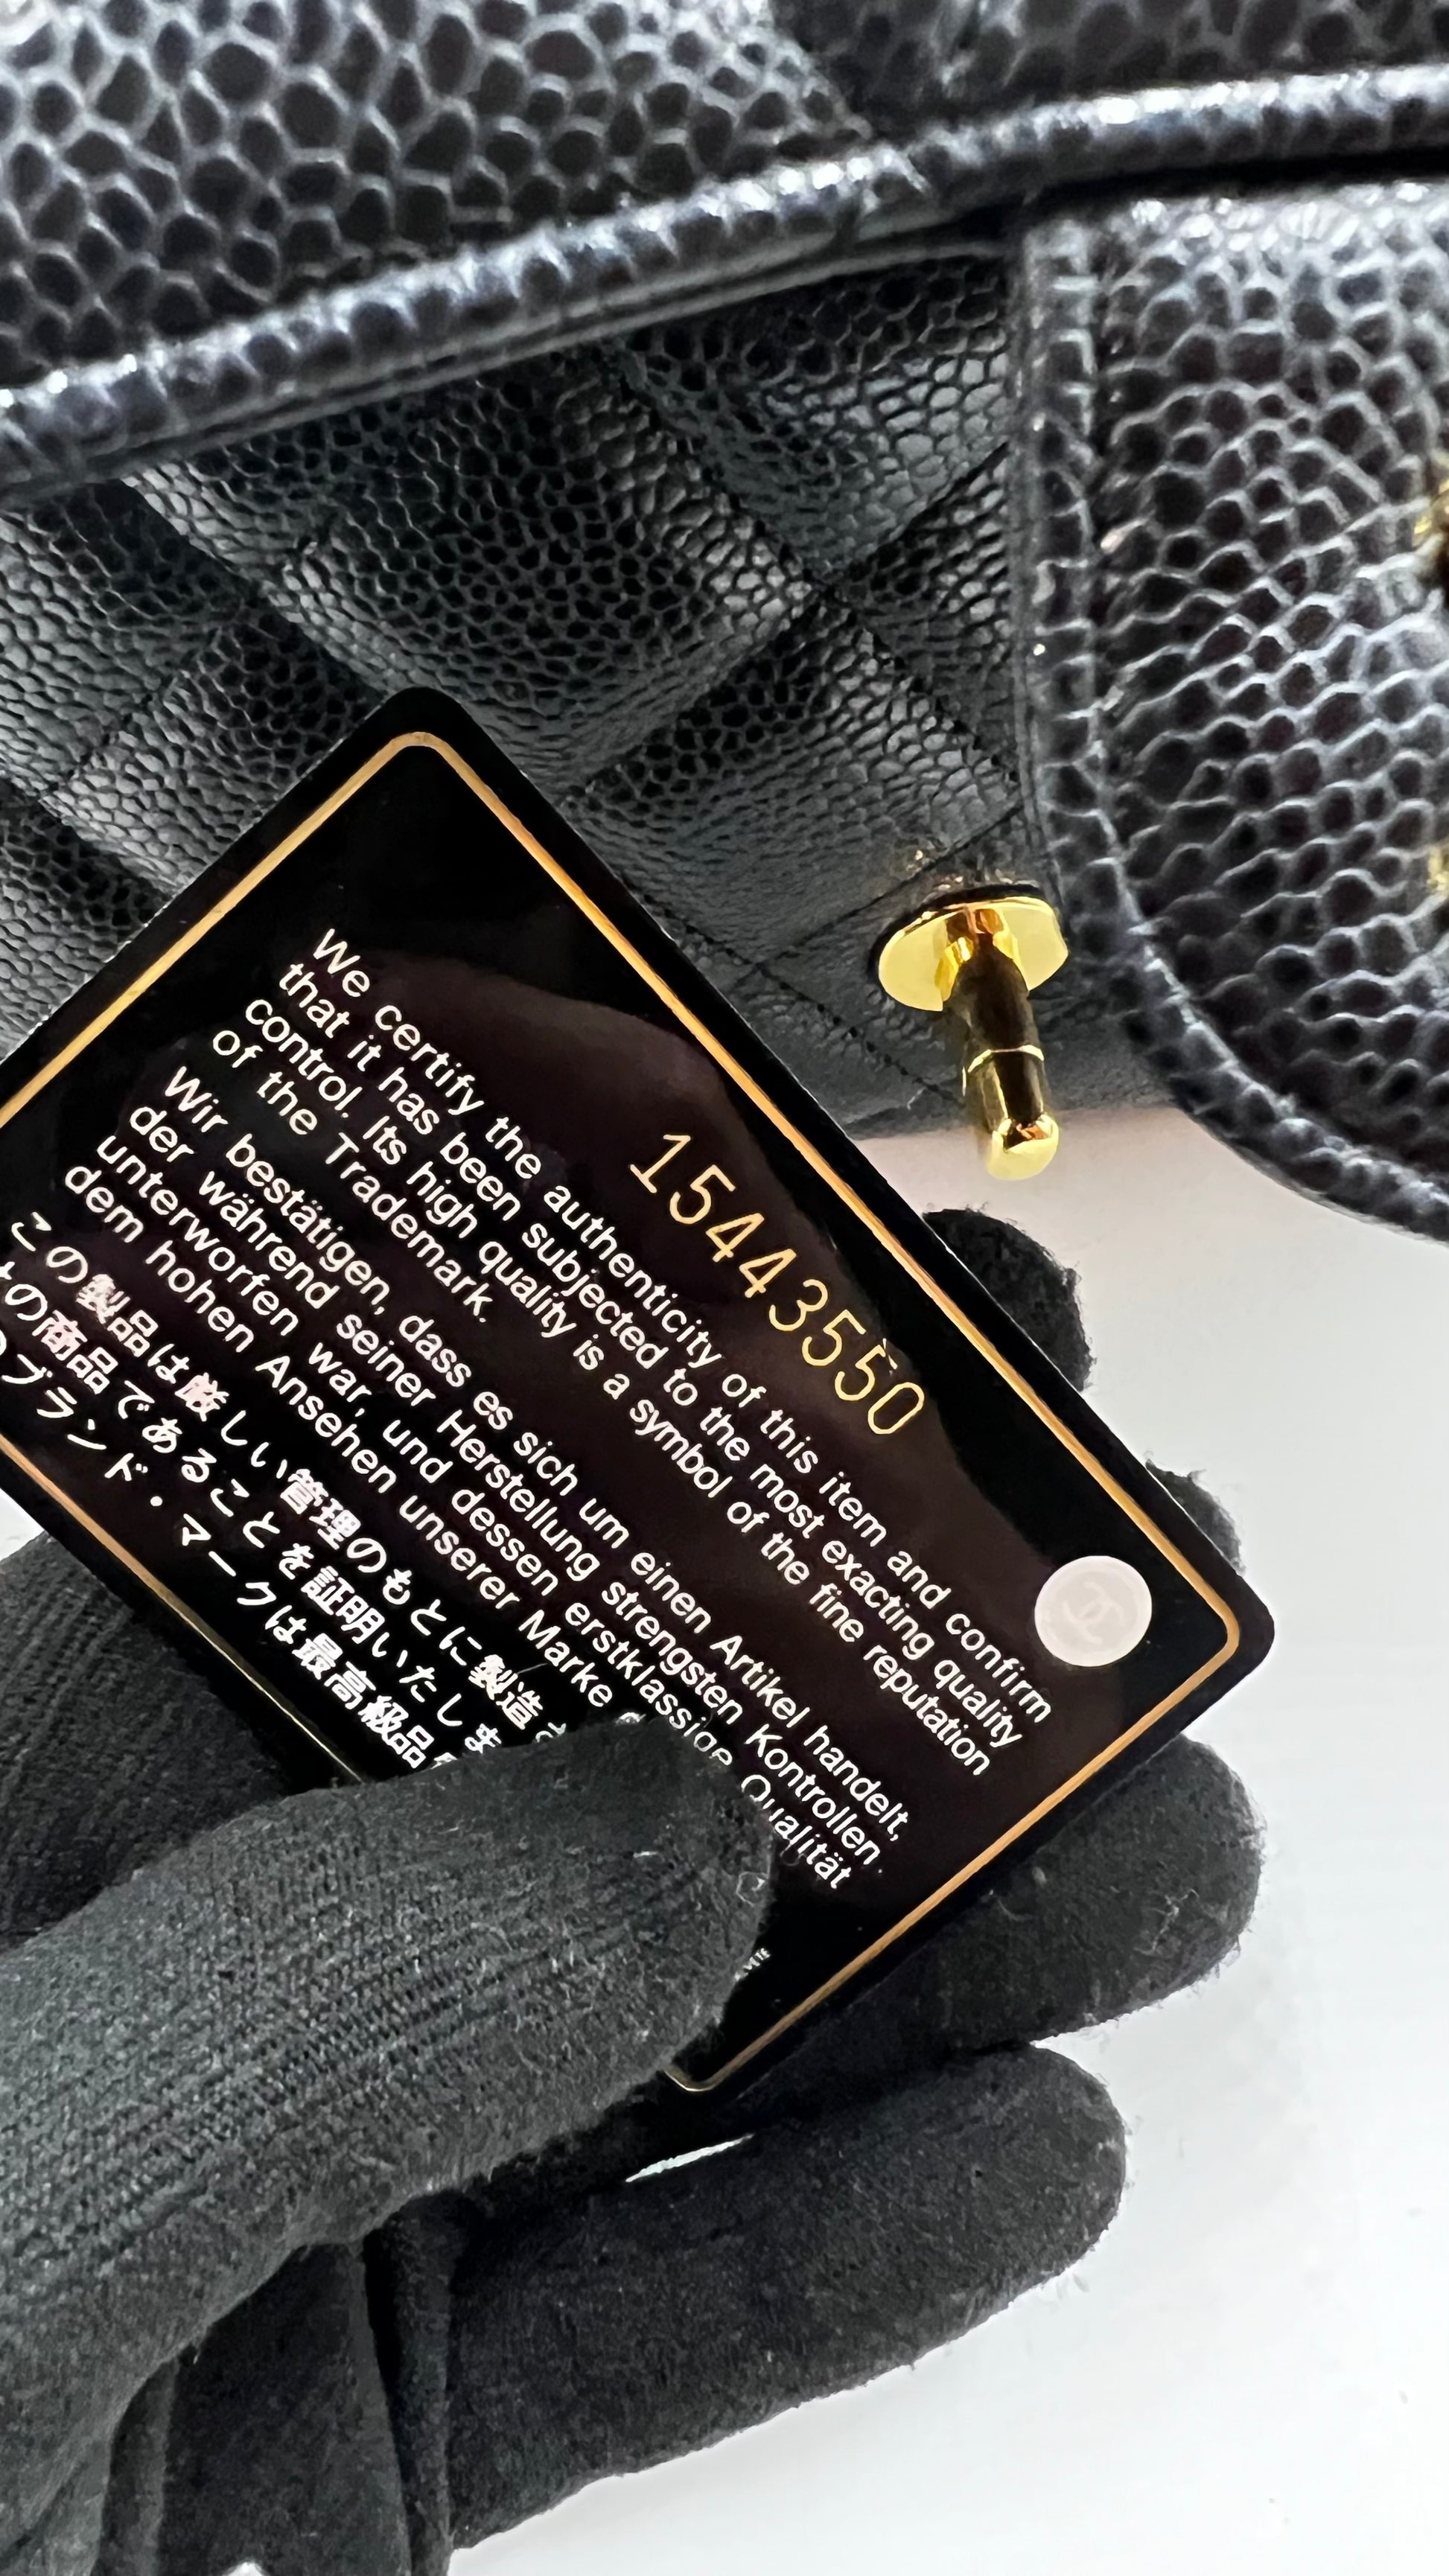 15443550
We certify the authenticity of this item and confirm
that it has been subjected to the most exacting quality
control. Its high quality is a symbol of the fine reputation
of the Trademark.
Wir bestätigen, dass es sich um einen Artikel handelt,
der während seiner Herstellung strengsten Kontrollen
unterworfen war, und dessen erstklassige Qualität
dem hohen Ansehen unserer Marke
この製品は厳しい管理のもとに製造
の商品であることを証明いたしま
のブランド・マークは最高級品